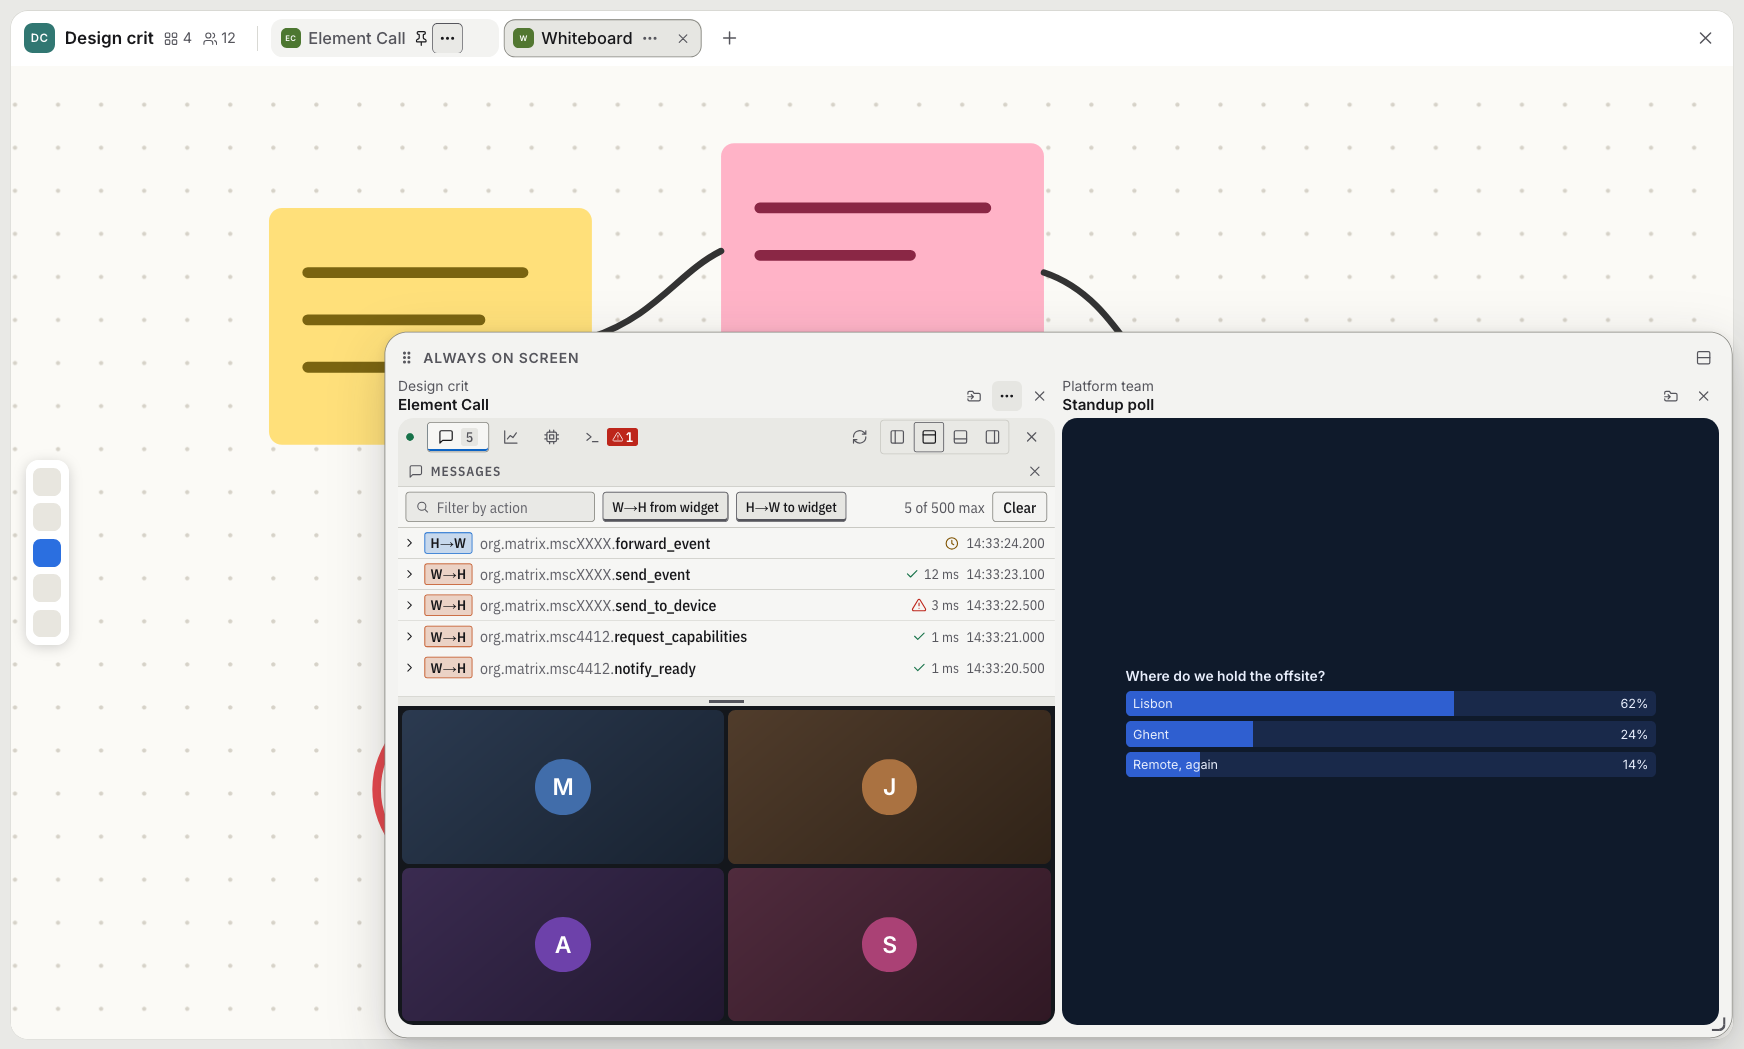 DC Design crit 4 12 EC Element Call W Whiteboard
ALWAYS ON SCREEN
Design crit
Element Call
Platform team
Standup poll
5 1
MESSAGES
Filter by action W→H from widget H→W to widget 5 of 500 max Clear
H→W org.matrix.mscXXXX.forward_event 14:33:24.200
W→H org.matrix.mscXXXX.send_event 12 ms 14:33:23.100
W→H org.matrix.mscXXXX.send_to_device 3 ms 14:33:22.500
W→H org.matrix.msc4412.request_capabilities 1 ms 14:33:21.000
W→H org.matrix.msc4412.notify_ready 1 ms 14:33:20.500
M J
A S
Where do we hold the offsite?
Lisbon 62%
Ghent 24%
Remote, again 14%